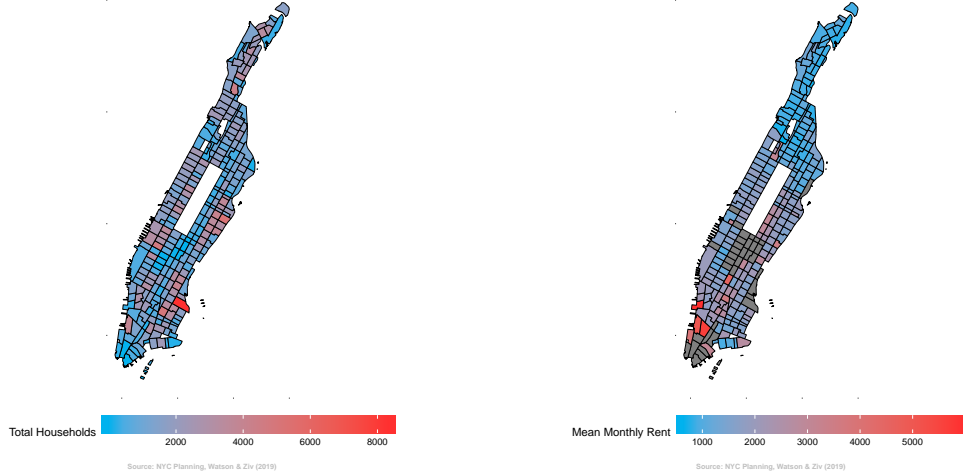 Total Households
2000 4000 6000 8000
Source: NYC Planning, Watson & Ziv (2019)
Mean Monthly Rent
1000 2000 3000 4000 5000
Source: NYC Planning, Watson & Ziv (2019)